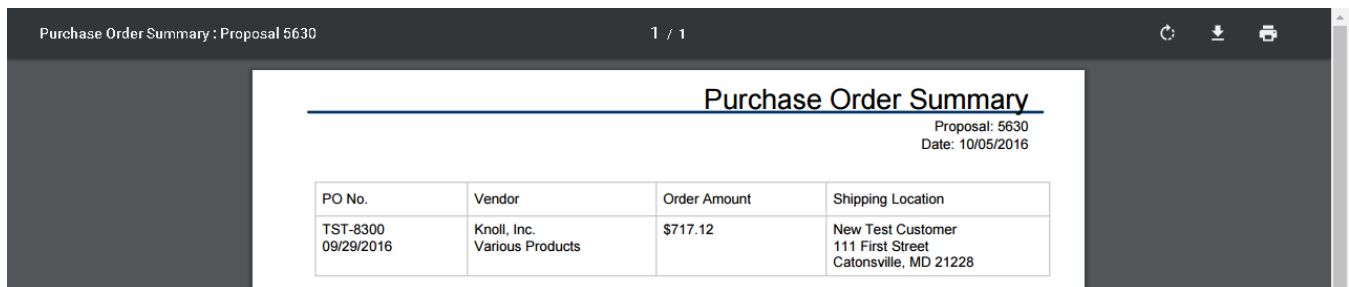 Purchase Order Summary : Proposal 5630
1 / 1
Purchase Order Summary
Proposal: 5630
Date: 10/05/2016
PO No. Vendor Order Amount Shipping Location
TST-8300 Knoll, Inc. $717.12 New Test Customer
09/29/2016 Various Products 111 First Street
Catonsville, MD 21228